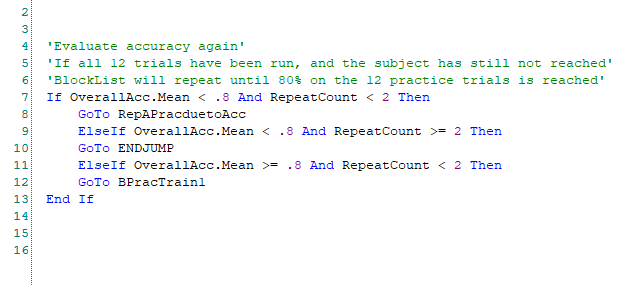 2
3
4 'Evaluate accuracy again'
5 'If all 12 trials have been run, and the subject has still not reached'
6 'BlockList will repeat until 80% on the 12 practice trials is reached'
7 If OverallAcc.Mean < .8 And RepeatCount < 2 Then
8 GoTo RepAPracduetoAcc
9 ElseIf OverallAcc.Mean < .8 And RepeatCount >= 2 Then
10 GoTo ENDJUMP
11 ElseIf OverallAcc.Mean >= .8 And RepeatCount < 2 Then
12 GoTo BPracTrain1
13 End If
14
15
16